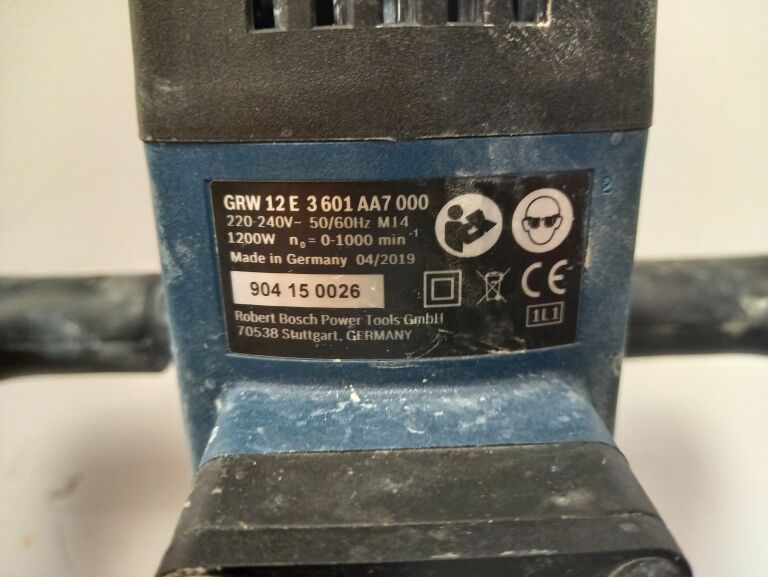 GRW 12 E 3 601 AA7 000
220-240V~ 50/60Hz M14
1200W n₀ = 0-1000 min⁻¹
Made in Germany 04/2019
904 15 0026
CE
Robert Bosch Power Tools GmbH
1L1
70538 Stuttgart, GERMANY
2